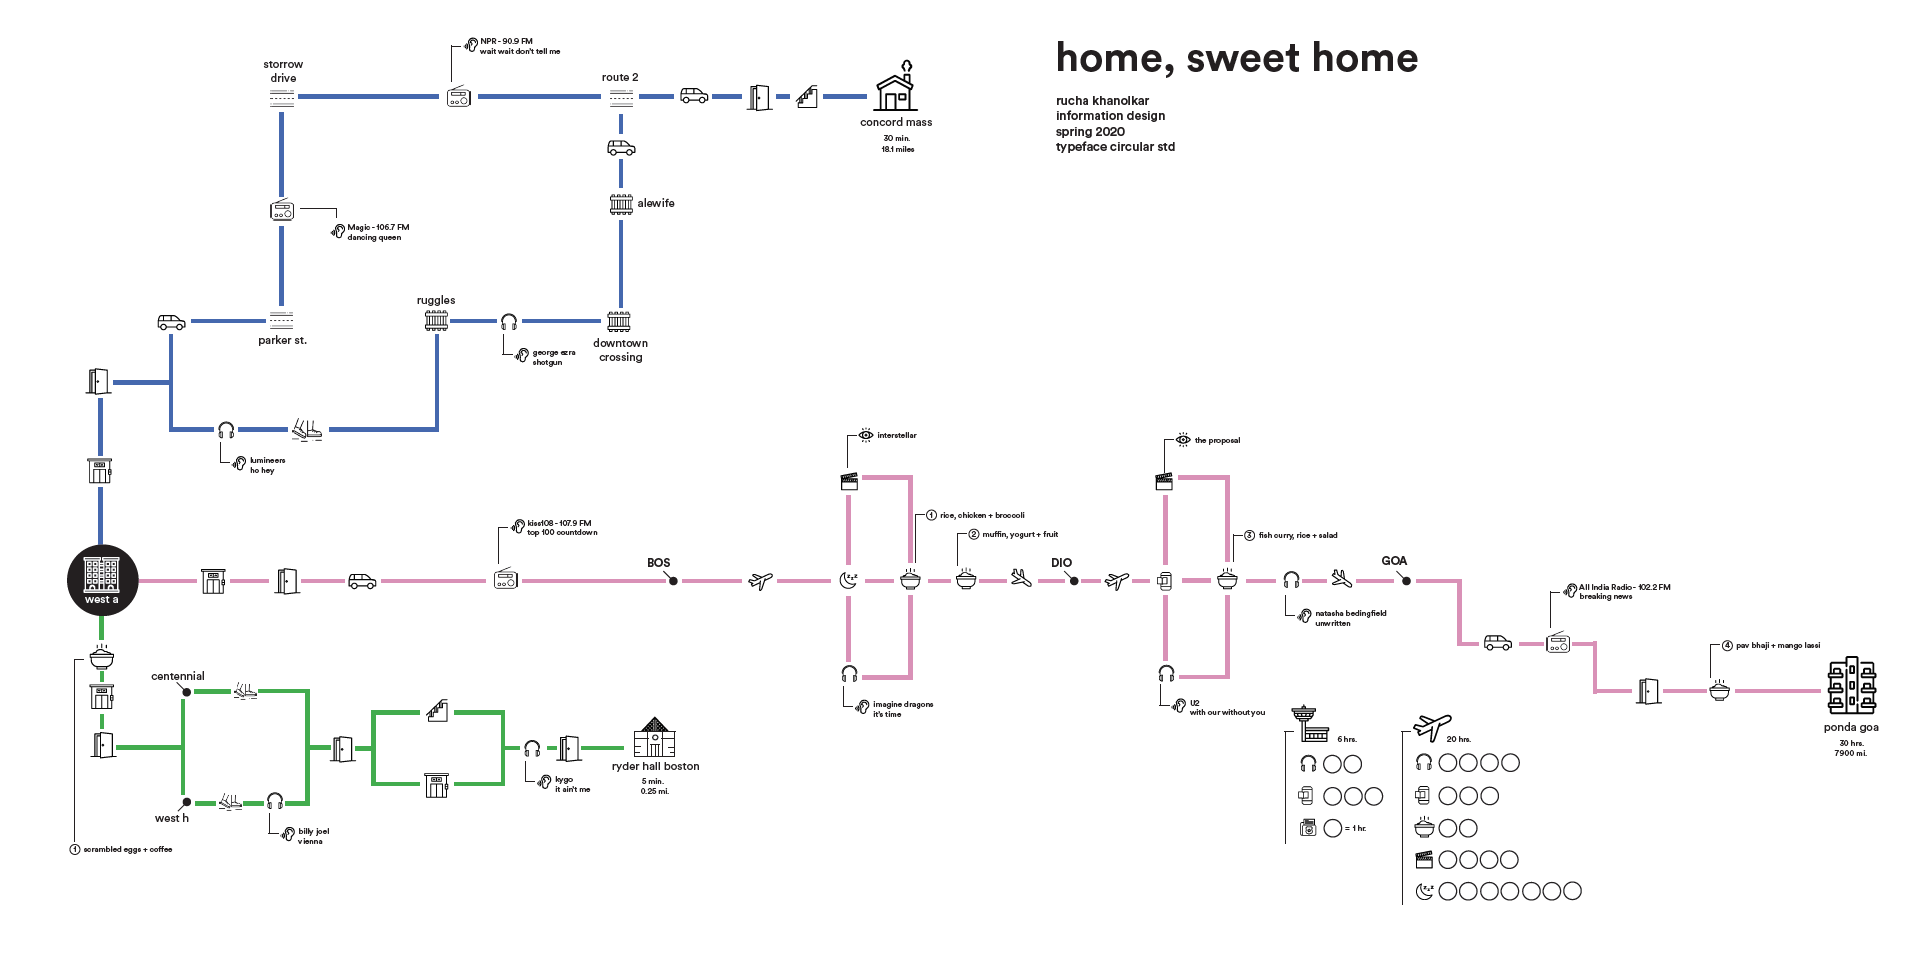 home, sweet home
rucha khanolkar
information design
spring 2020
typeface circular std
NPR - 90.9 FM
wait wait don't tell me
storrow
drive
route 2
concord mass
30 min.
18.1 miles
alewife
Magic - 106.7 FM
dancing queen
ruggles
parker st.
downtown
crossing
george ezra
shotgun
lumineers
ho hey
interstellar
the proposal
kiss108 - 107.9 FM
top 100 countdown
1 rice, chicken + broccoli
2 muffin, yogurt + fruit
3 fish curry, rice + salad
BOS
DIO
GOA
west a
All India Radio - 102.2 FM
breaking news
natasha bedingfield
unwritten
4 pav bhaji + mango lassi
centennial
imagine dragons
it's time
U2
with our without you
ponda goa
30 hrs.
7900 mi.
6 hrs.
20 hrs.
ryder hall boston
5 min.
0.25 mi.
kygo
it ain't me
west h
billy joel
vienna
= 1 hr.
1 scrambled eggs + coffee